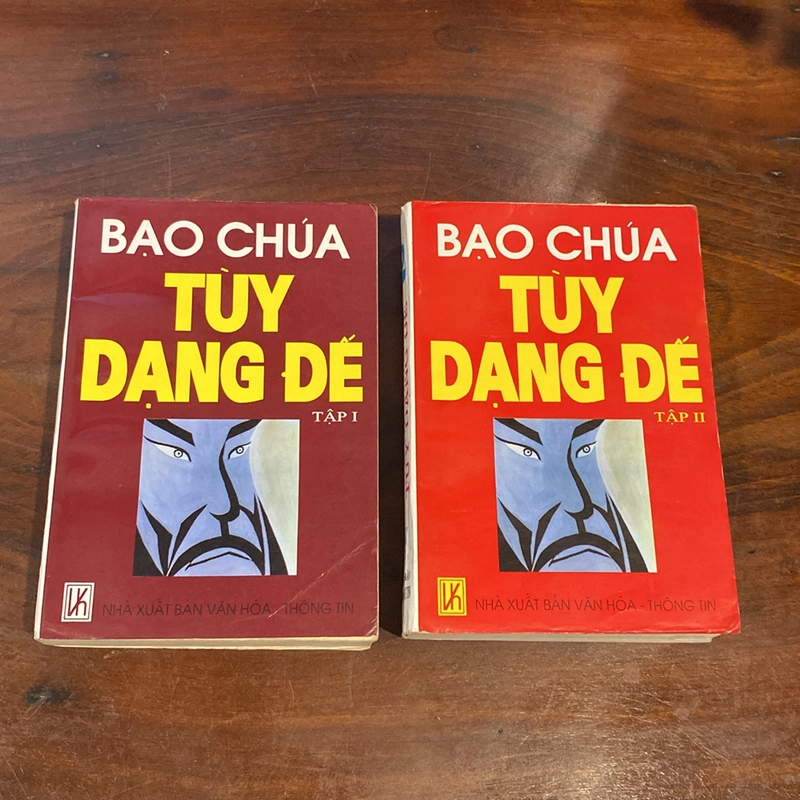 BẠO CHÚA
TÙY
DẠNG ĐẾ
TẬP I
NHÀ XUẤT BẢN VĂN HÓA - THÔNG TIN
BẠO CHÚA
TÙY
DẠNG ĐẾ
TẬP II
NHÀ XUẤT BẢN VĂN HÓA - THÔNG TIN